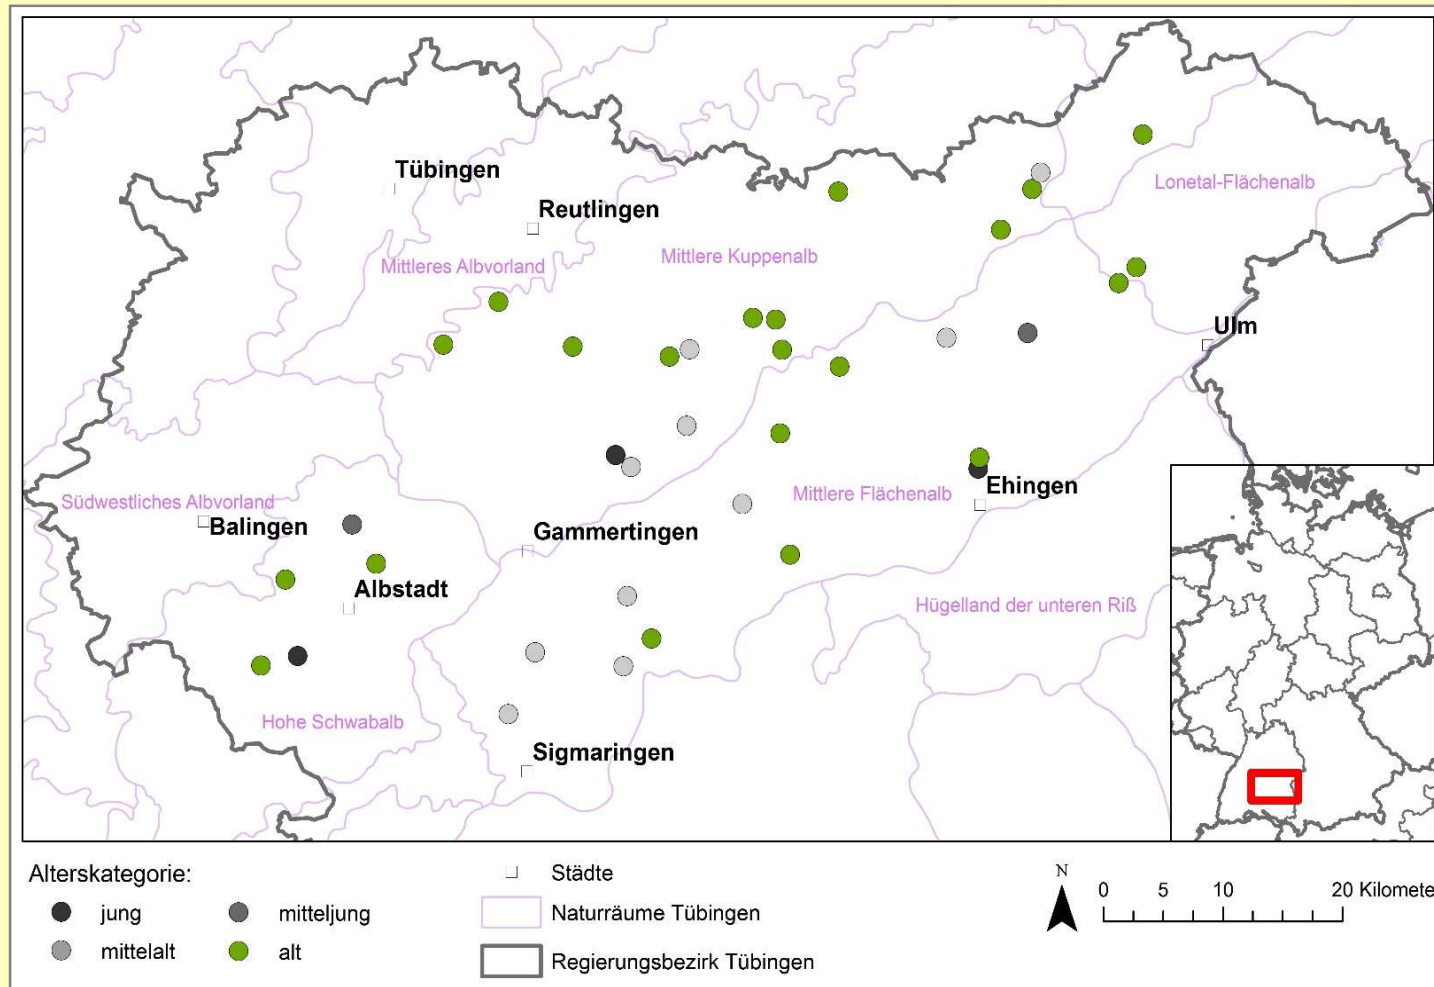 Tübingen
Lonetal-Flächenalb
Reutlingen
Mittlere Kuppenalb
Mittleres Albvorland
Ulm
Südwestliches Albvorland
Balingen
Mittlere Flächenalb
Ehingen
Gammertingen
Albstadt
Hügelland der unteren Riß
Hohe Schwabalb
Sigmaringen
Alterskategorie:
jung
mitteljung
mittelalt
alt
Städte
Naturräume Tübingen
Regierungsbezirk Tübingen
N
0 5 10 20 Kilomete